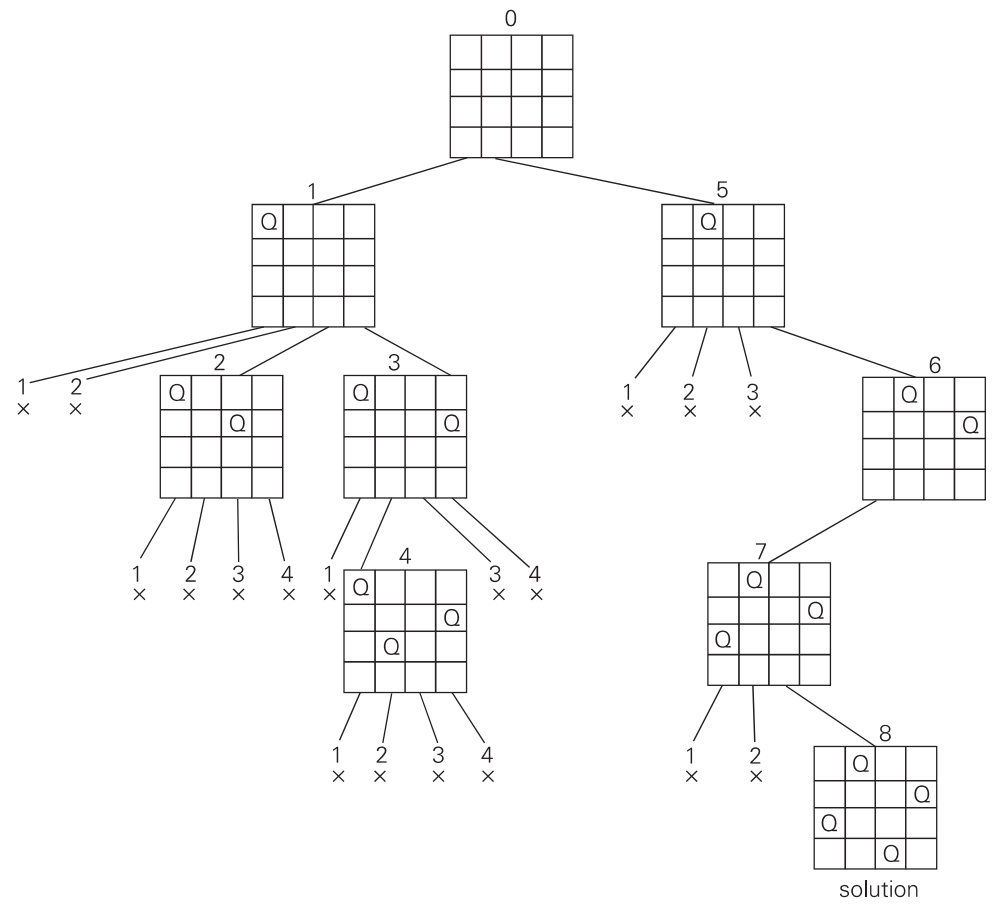 0
1
5
Q
Q
1 2
× ×
2
3
1 2 3
× × ×
6
Q
Q
Q
Q
Q
Q
1 2 3 4
× × × ×
1 3 4
× × ×
4
7
Q
Q
Q
Q
Q
Q
1 2 3 4
× × × ×
1 2
× ×
8
Q
Q
Q
Q
solution